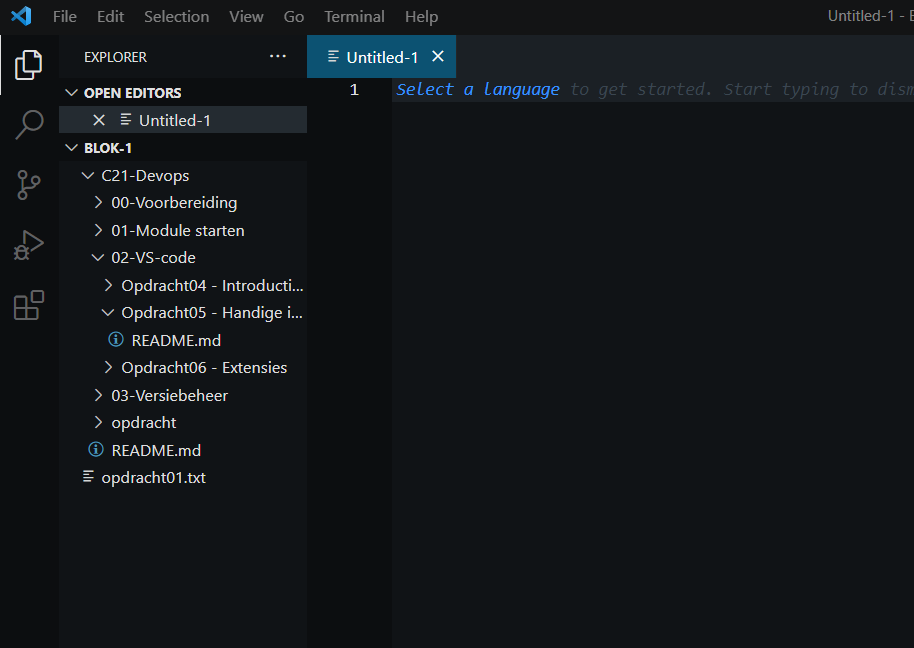 File Edit Selection View Go Terminal Help Untitled-1 -
EXPLORER ···
Untitled-1
OPEN EDITORS
Untitled-1
1 Select a language to get started. Start typing to dism
BLOK-1
C21-Devops
00-Voorbereiding
01-Module starten
02-VS-code
Opdracht04 - Introducti...
Opdracht05 - Handige i...
README.md
Opdracht06 - Extensies
03-Versiebeheer
opdracht
README.md
opdracht01.txt